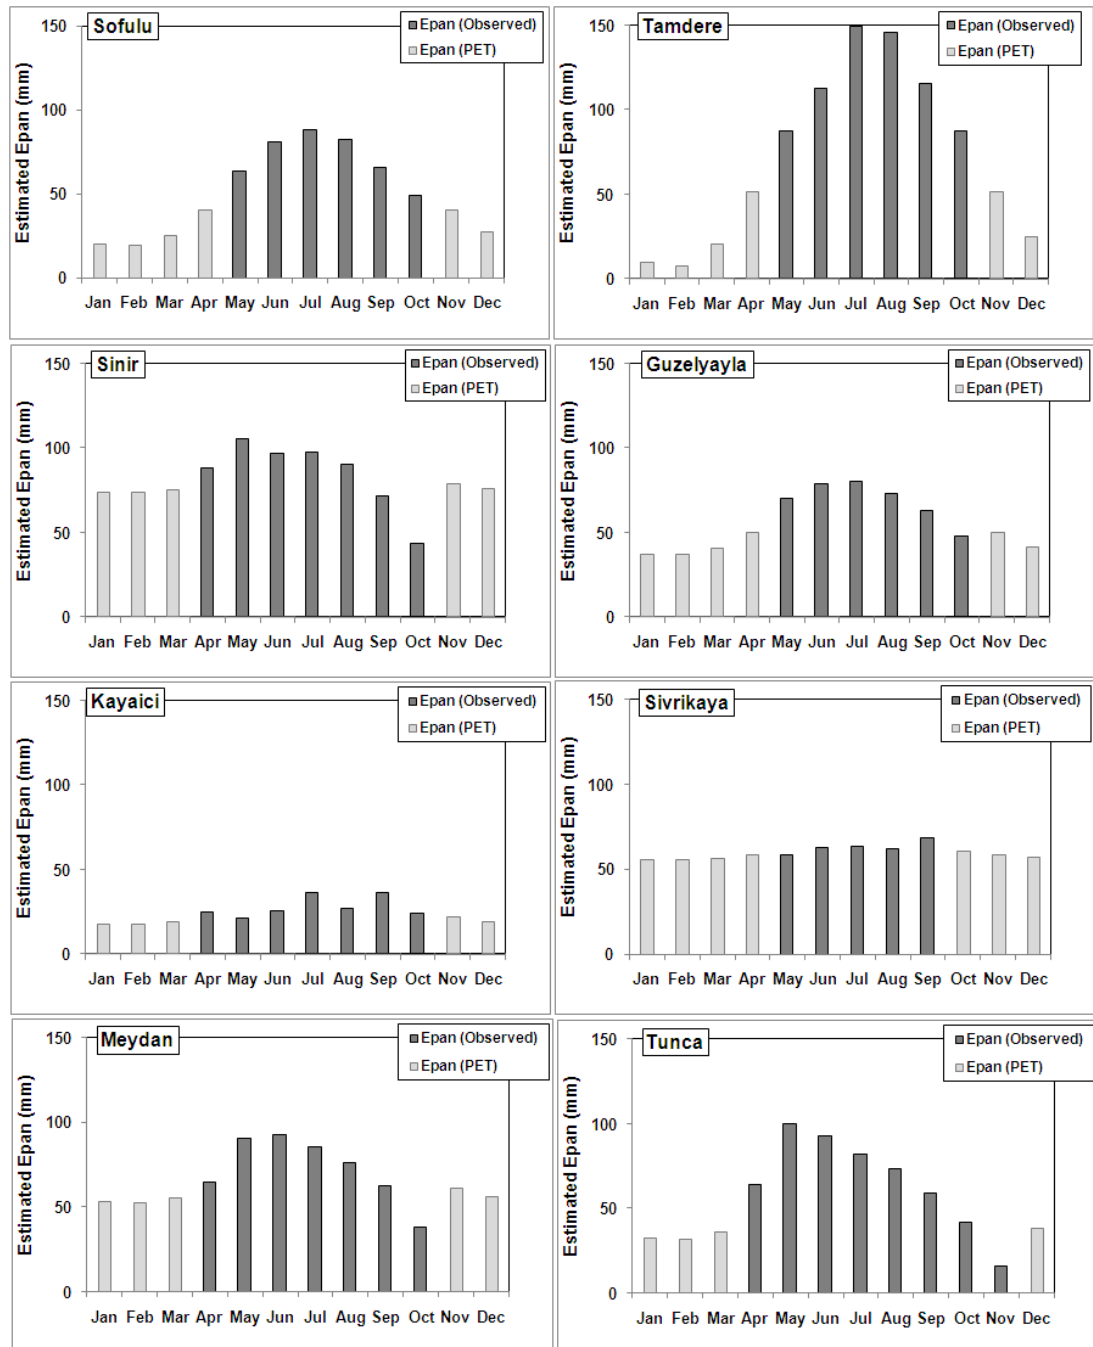 Sofulu
Epan (Observed)
Epan (PET)
Estimated Epan (mm)
150
100
50
0
Jan Feb Mar Apr May Jun Jul Aug Sep Oct Nov Dec
Tamdere
Epan (Observed)
Epan (PET)
Estimated Epan (mm)
150
100
50
0
Jan Feb Mar Apr May Jun Jul Aug Sep Oct Nov Dec
Sinir
Epan (Observed)
Epan (PET)
Estimated Epan (mm)
150
100
50
0
Jan Feb Mar Apr May Jun Jul Aug Sep Oct Nov Dec
Guzelyayla
Epan (Observed)
Epan (PET)
Estimated Epan (mm)
150
100
50
0
Jan Feb Mar Apr May Jun Jul Aug Sep Oct Nov Dec
Kayaici
Epan (Observed)
Epan (PET)
Estimated Epan (mm)
150
100
50
0
Jan Feb Mar Apr May Jun Jul Aug Sep Oct Nov Dec
Sivrikaya
Epan (Observed)
Epan (PET)
Estimated Epan (mm)
150
100
50
0
Jan Feb Mar Apr May Jun Jul Aug Sep Oct Nov Dec
Meydan
Epan (Observed)
Epan (PET)
Estimated Epan (mm)
150
100
50
0
Jan Feb Mar Apr May Jun Jul Aug Sep Oct Nov Dec
Tunca
Epan (Observed)
Epan (PET)
Estimated Epan (mm)
150
100
50
0
Jan Feb Mar Apr May Jun Jul Aug Sep Oct Nov Dec